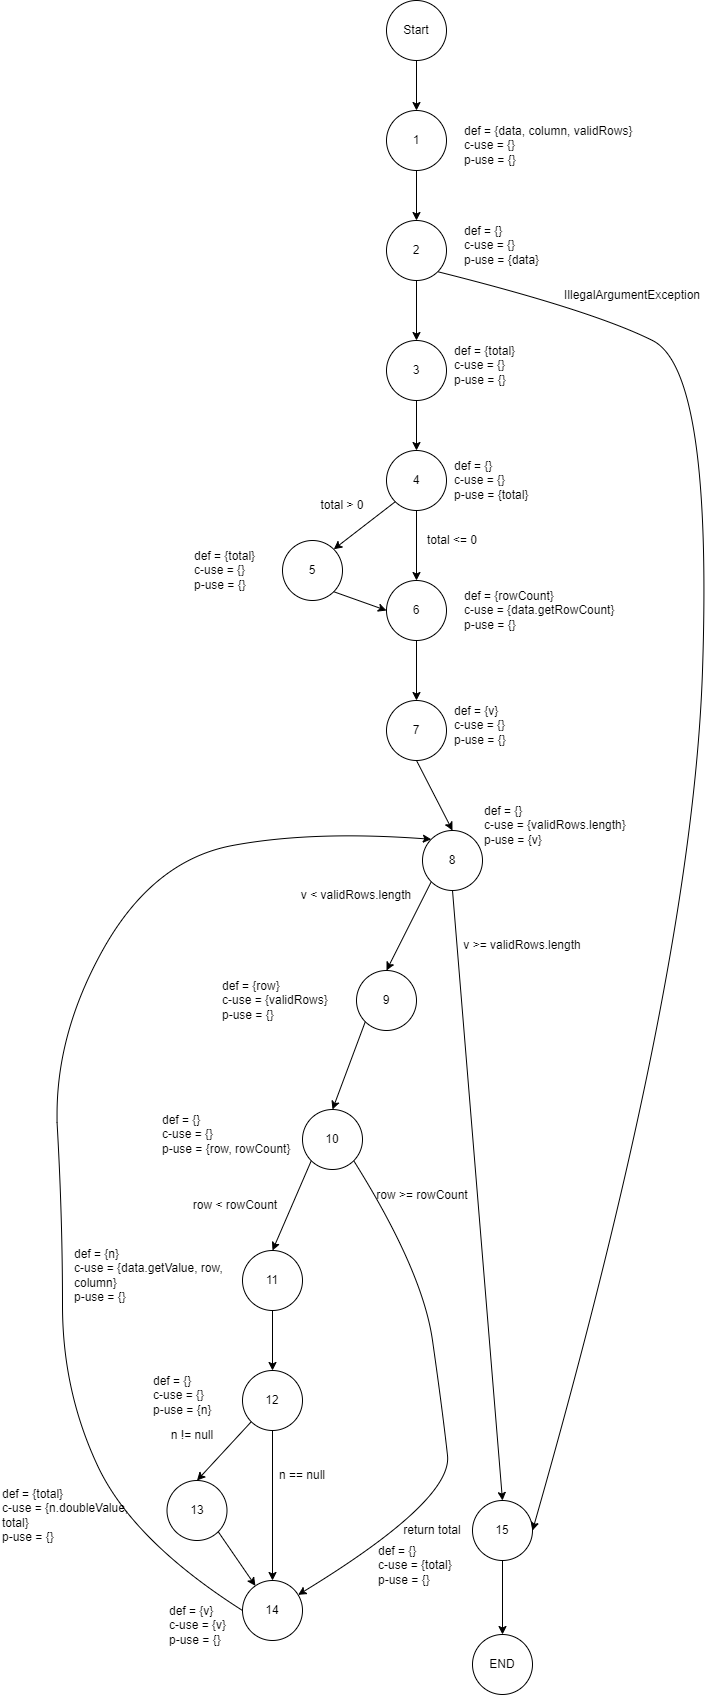 Start
1
def = {data, column, validRows}
c-use = {}
p-use = {}
2
def = {}
c-use = {}
p-use = {data}
IllegalArgumentException
3
def = {total}
c-use = {}
p-use = {}
4
def = {}
c-use = {}
p-use = {total}
total > 0
total <= 0
def = {total}
c-use = {}
p-use = {}
5
6
def = {rowCount}
c-use = {data.getRowCount}
p-use = {}
7
def = {v}
c-use = {}
p-use = {}
def = {}
c-use = {validRows.length}
p-use = {v}
8
v < validRows.length
v >= validRows.length
def = {row}
c-use = {validRows}
p-use = {}
9
def = {}
c-use = {}
p-use = {row, rowCount}
10
row < rowCount
row >= rowCount
def = {n}
c-use = {data.getValue, row,
column}
p-use = {}
11
def = {}
c-use = {}
p-use = {n}
12
n != null
n == null
def = {total}
c-use = {n.doubleValue,
total}
p-use = {}
13
return total
def = {}
c-use = {total}
p-use = {}
15
def = {v}
c-use = {v}
p-use = {}
14
END